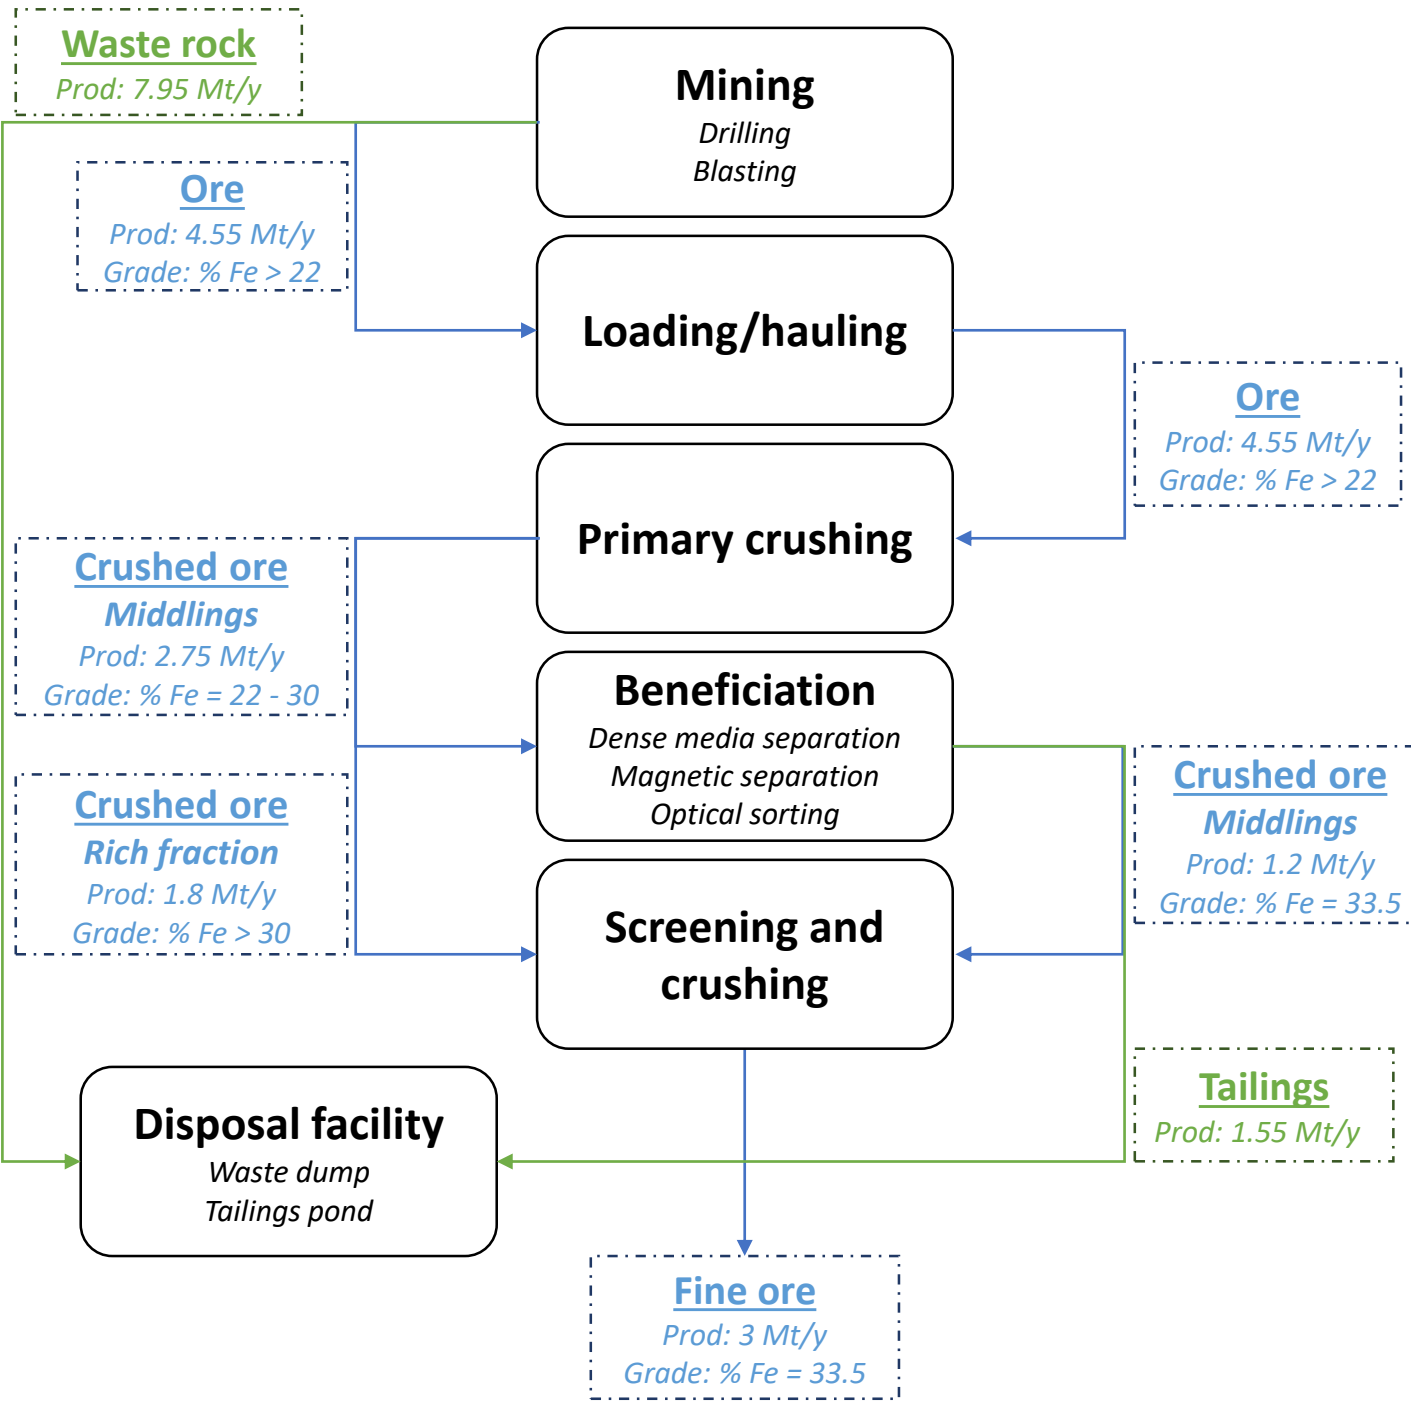 Waste rock
Prod: 7.95 Mt/y
Mining
Drilling
Blasting
Ore
Prod: 4.55 Mt/y
Grade: % Fe > 22
Loading/hauling
Ore
Prod: 4.55 Mt/y
Grade: % Fe > 22
Primary crushing
Crushed ore
Middlings
Prod: 2.75 Mt/y
Grade: % Fe = 22 - 30
Beneficiation
Dense media separation
Magnetic separation
Optical sorting
Crushed ore
Middlings
Prod: 1.2 Mt/y
Grade: % Fe = 33.5
Crushed ore
Rich fraction
Prod: 1.8 Mt/y
Grade: % Fe > 30
Screening and
crushing
Tailings
Prod: 1.55 Mt/y
Disposal facility
Waste dump
Tailings pond
Fine ore
Prod: 3 Mt/y
Grade: % Fe = 33.5